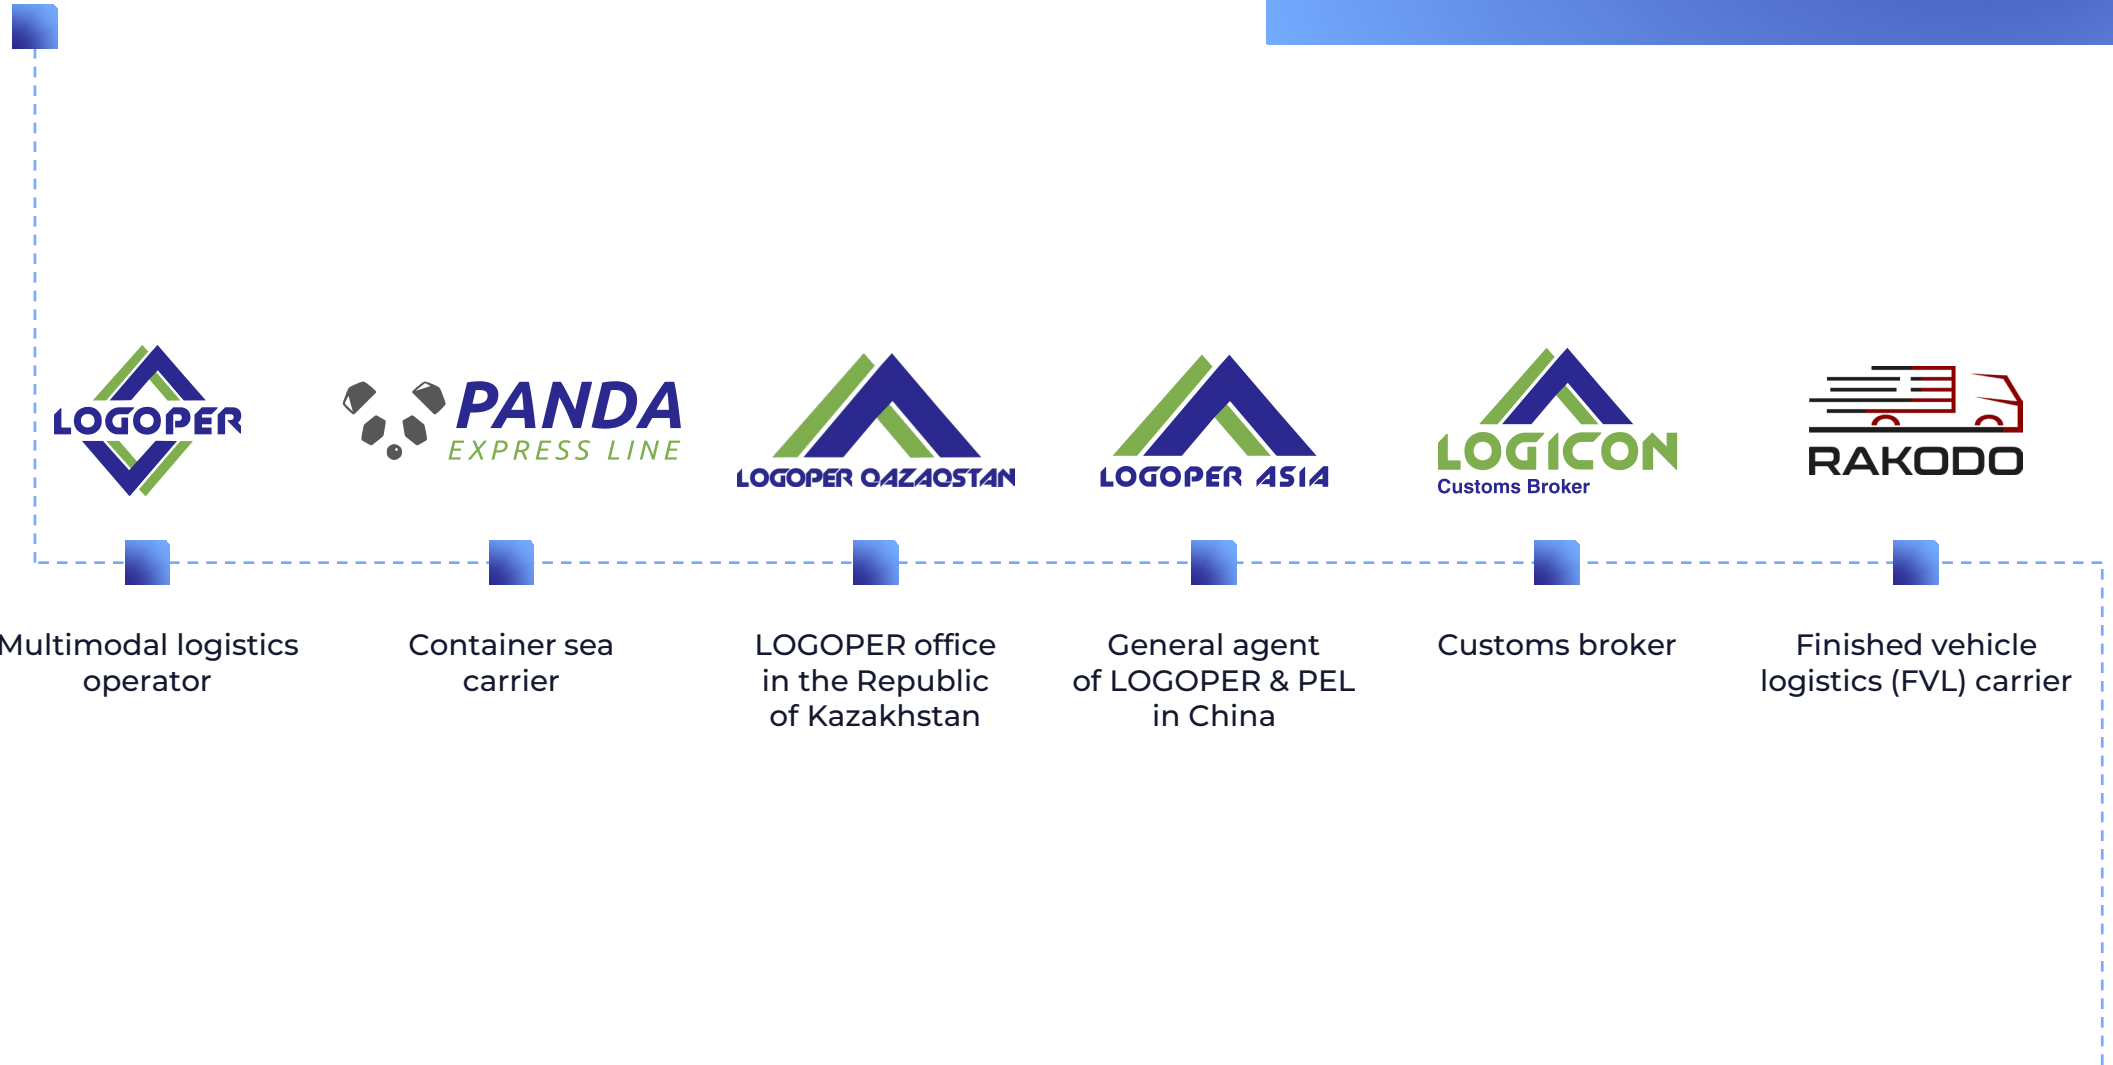 LOGOPER
PANDA
EXPRESS LINE
LOGOPER QAZAQSTAN
LOGOPER ASIA
LOGICON
Customs Broker
RAKODO
Multimodal logistics
operator
Container sea
carrier
LOGOPER office
in the Republic
of Kazakhstan
General agent
of LOGOPER & PEL
in China
Customs broker
Finished vehicle
logistics (FVL) carrier